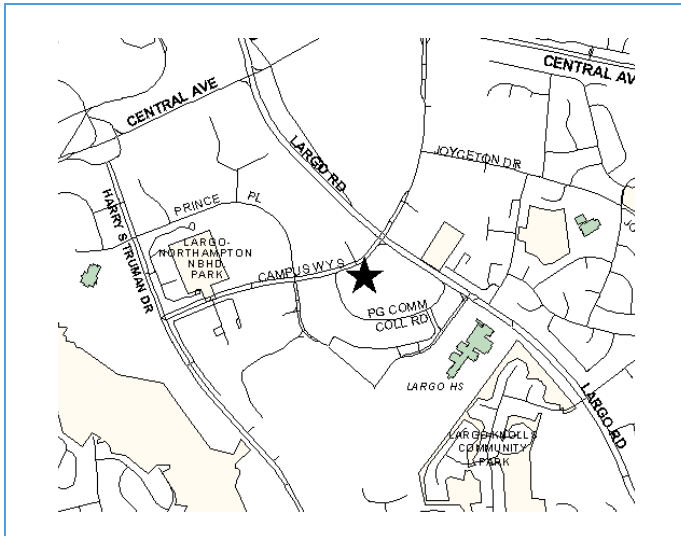 CENTRAL AVE
CENTRAL AV
LARGO RD
JOYCETON DR
HARRY S TRUMAN DR
PRINCE PL
LARGO-
NORTHAMPTON
NBHD
PARK
CAMPUS WY S
PG COMM
COLL RD
LARGO HS
LARGO RD
LARGO KNOLLS
COMMUNITY
PARK